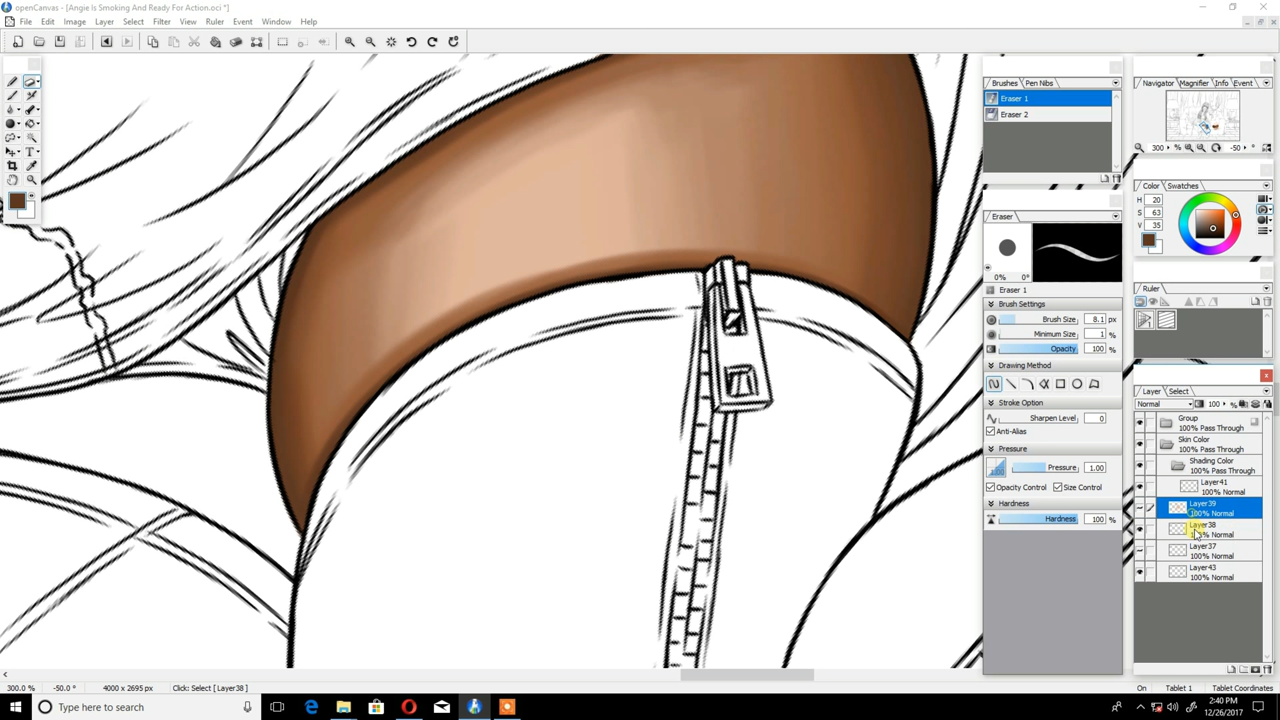 openCanvas - [Angie Is Smoking And Ready For Action.oci *]
File Edit Image Layer Select Filter View Ruler Event Window Help
Brushes Pen Nibs
Eraser 1
Eraser 2
Eraser
0% 0°
Eraser 1
Brush Settings
Brush Size 8.1 px
Minimum Size 1 %
Opacity 100 %
Drawing Method
Stroke Option
Sharpen Level 0
Anti-Alias
Pressure
Pressure 1.00
Opacity Control Size Control
Hardness
Hardness 100 %
Navigator Magnifier Info Event
300 % -50 °
Color Swatches
H 20
S 63
V 35
Ruler
Layer Select
Normal 100 %
Group
100% Pass Through
Skin Color
100% Pass Through
Shading Color
100% Pass Through
Layer41
100% Normal
Layer39
100% Normal
Layer38
100% Normal
Layer37
100% Normal
Layer43
100% Normal
300.0 % -50.0 ° 4000 x 2695 px Click: Select [ Layer38 ] On Tablet 1 Tablet Coordinates
Type here to search
2:40 PM
12/26/2017